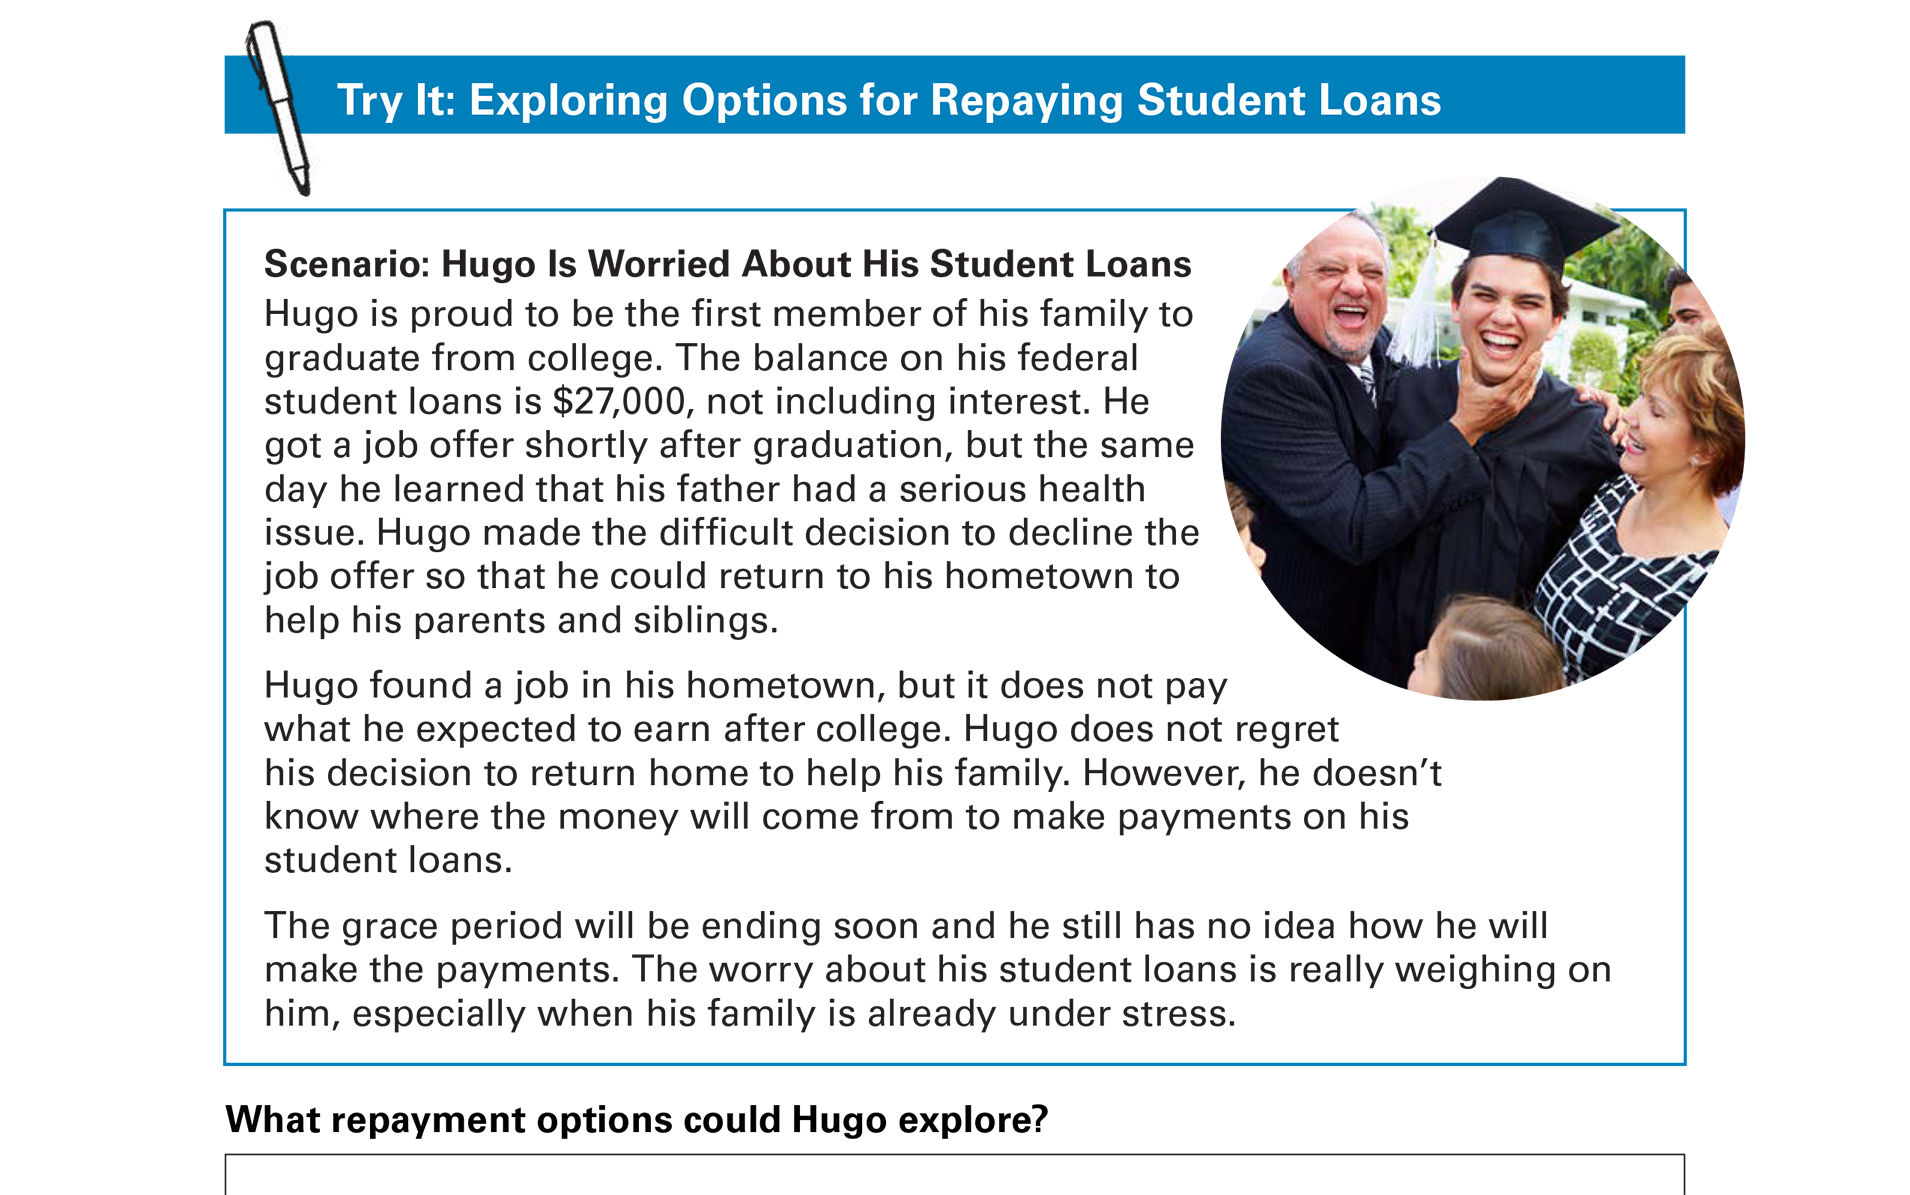 Try It: Exploring Options for Repaying Student Loans
Scenario: Hugo Is Worried About His Student Loans
Hugo is proud to be the first member of his family to
graduate from college. The balance on his federal
student loans is $27,000, not including interest. He
got a job offer shortly after graduation, but the same
day he learned that his father had a serious health
issue. Hugo made the difficult decision to decline the
job offer so that he could return to his hometown to
help his parents and siblings.
Hugo found a job in his hometown, but it does not pay
what he expected to earn after college. Hugo does not regret
his decision to return home to help his family. However, he doesn’t
know where the money will come from to make payments on his
student loans.
The grace period will be ending soon and he still has no idea how he will
make the payments. The worry about his student loans is really weighing on
him, especially when his family is already under stress.
What repayment options could Hugo explore?